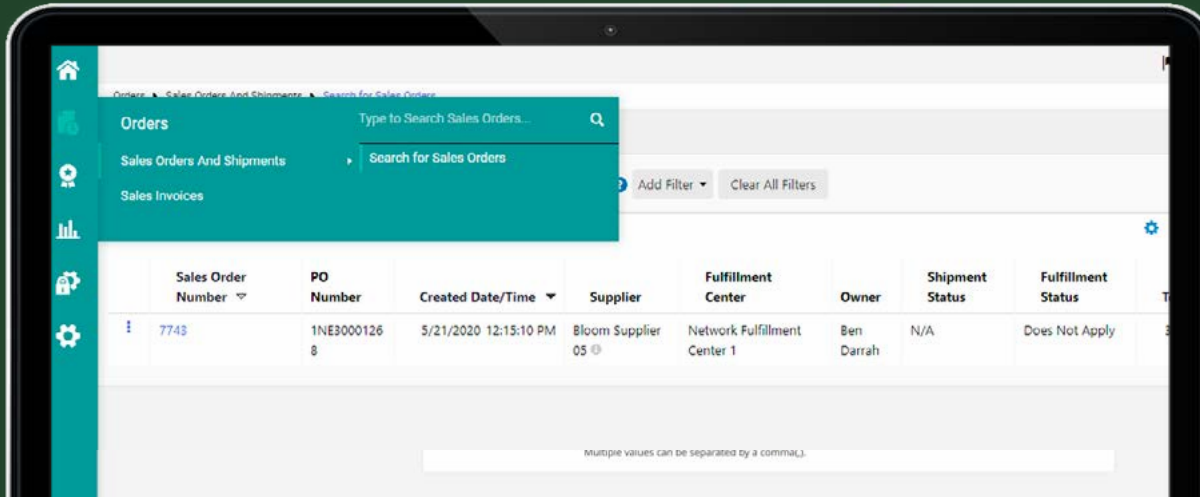 Orders ▸ Sales Orders And Shipments ▸ Search for Sales Orders
Orders
Type to Search Sales Orders...
Sales Orders And Shipments
Search for Sales Orders
Sales Invoices
Add Filter
Clear All Filters
Sales Order
Number
PO
Number
Created Date/Time
Supplier
Fulfillment
Center
Owner
Shipment
Status
Fulfillment
Status
7743
1NE3000126
8
5/21/2020 12:15:10 PM
Bloom Supplier
05
Network Fulfillment
Center 1
Ben
Darrah
N/A
Does Not Apply
Multiple values can be separated by a comma(,).